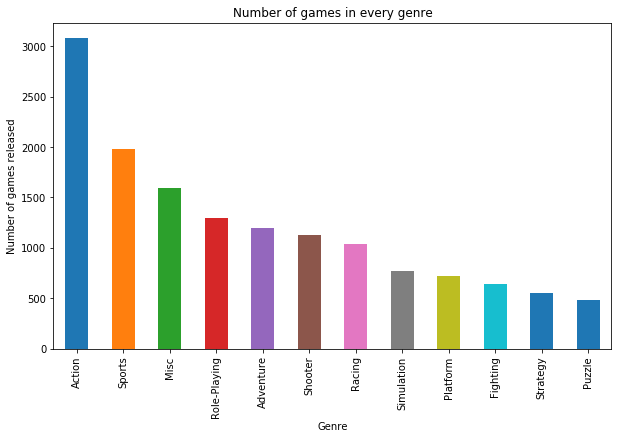 Number of games in every genre
Number of games released
3000
2500
2000
1500
1000
500
0
Action
Sports
Misc
Role-Playing
Adventure
Shooter
Racing
Simulation
Platform
Fighting
Strategy
Puzzle
Genre